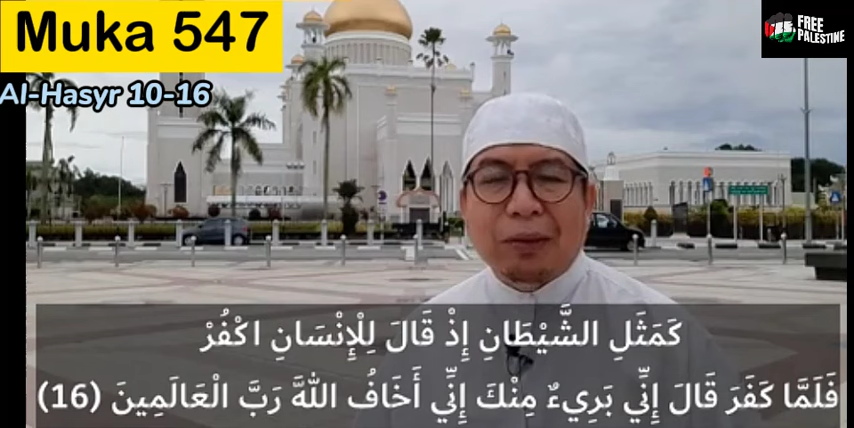 Muka 547
FREE
PALESTINE
Al-Hasyr 10-16
كَمَثَلِ الشَّيْطَانِ إِذْ قَالَ لِلْإِنْسَانِ اكْفُرْ
فَلَمَّا كَفَرَ قَالَ إِنِّي بَرِيءٌ مِنْكَ إِنِّي أَخَافُ اللَّهَ رَبَّ الْعَالَمِينَ (16)